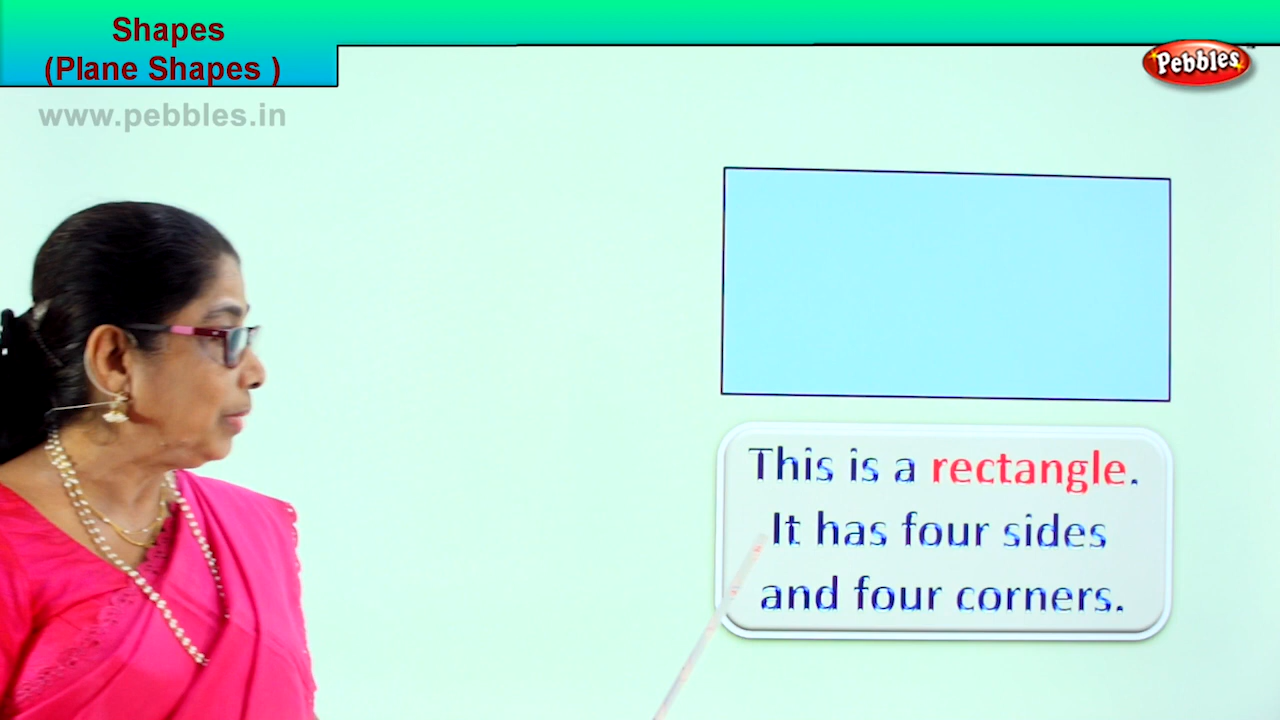 Shapes
(Plane Shapes )
www.pebbles.in
Pebbles
This is a rectangle.
It has four sides
and four corners.